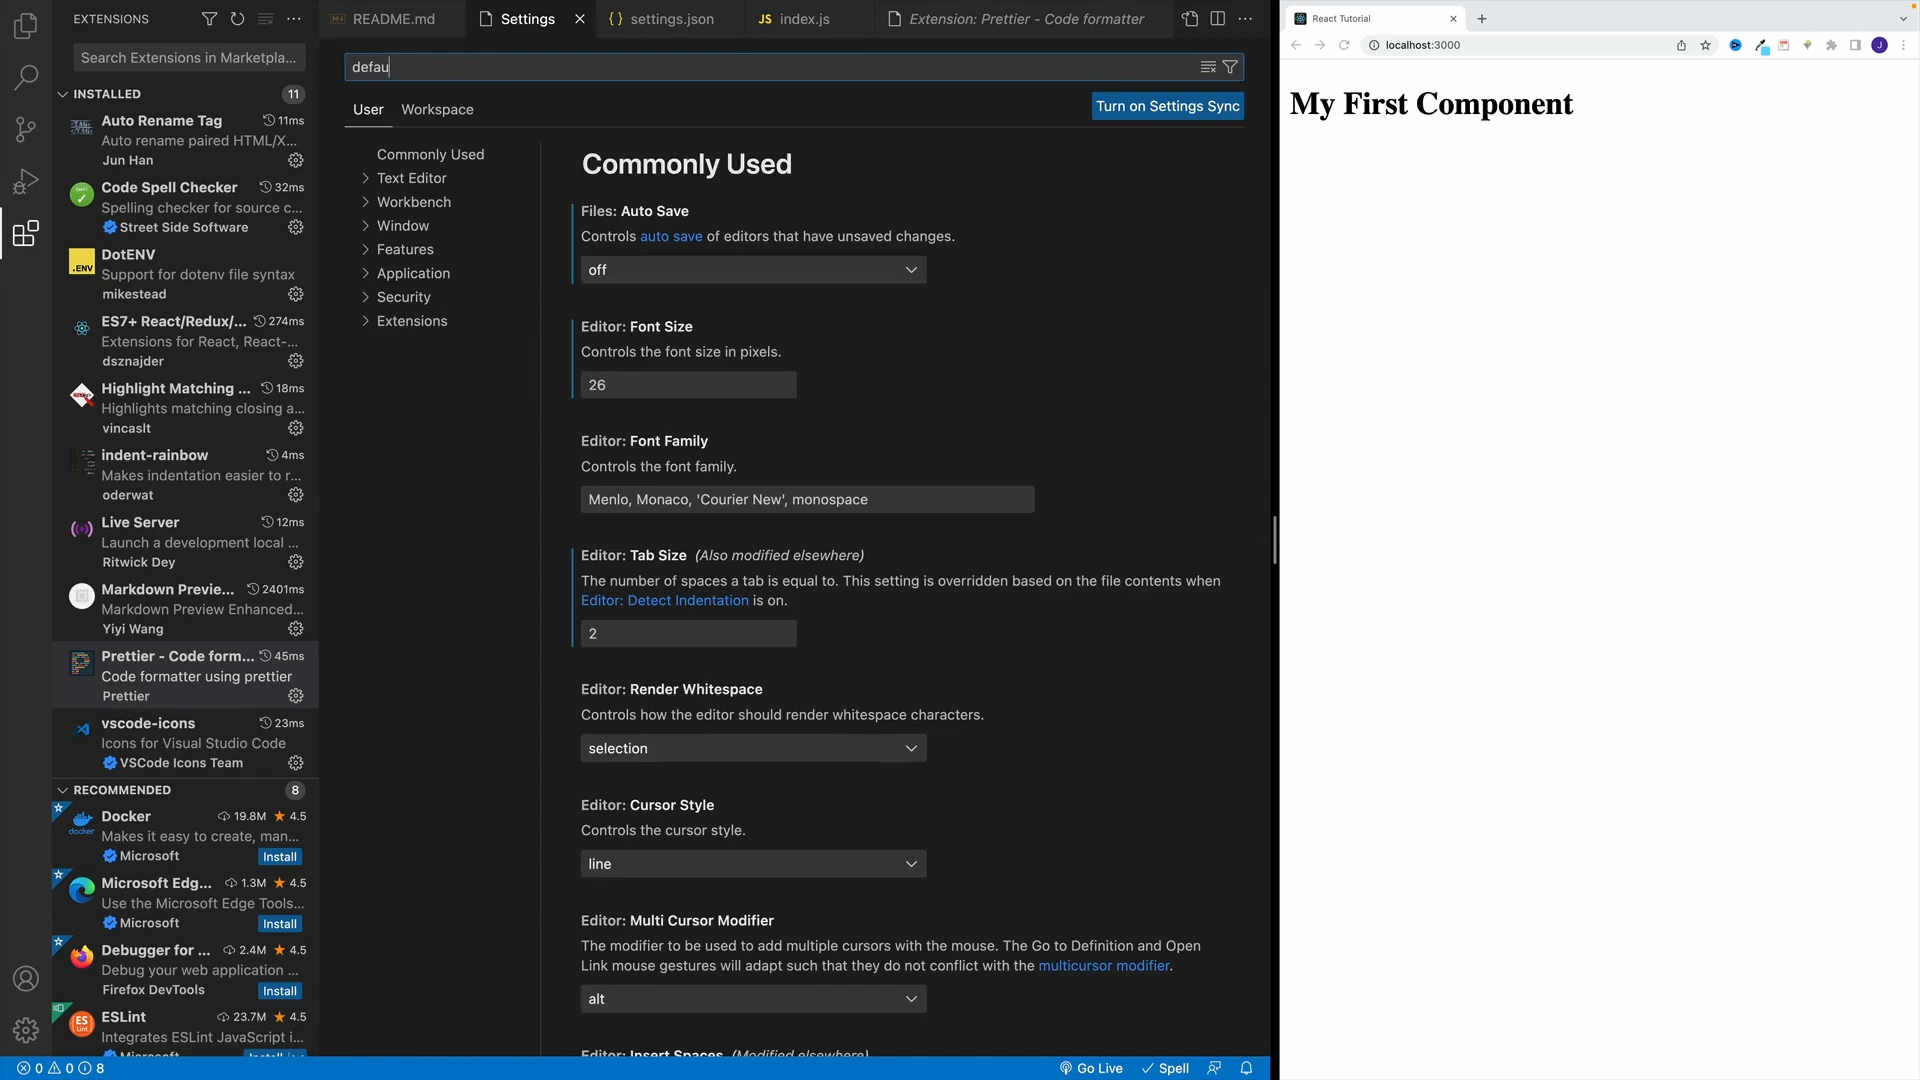 EXTENSIONS
Search Extensions in Marketpla...
INSTALLED
11
Auto Rename Tag
11ms
Auto rename paired HTML/X...
Jun Han
Code Spell Checker
32ms
Spelling checker for source c...
Street Side Software
DotENV
.ENV
Support for dotenv file syntax
mikestead
ES7+ React/Redux/...
274ms
Extensions for React, React-...
dsznajder
Highlight Matching ...
18ms
Highlights matching closing a...
vincaslt
indent-rainbow
4ms
Makes indentation easier to r...
oderwat
Live Server
12ms
Launch a development local ...
Ritwick Dey
Markdown Previe...
2401ms
Markdown Preview Enhanced...
Yiyi Wang
Prettier - Code form...
45ms
Code formatter using prettier
Prettier
vscode-icons
23ms
Icons for Visual Studio Code
VSCode Icons Team
RECOMMENDED
8
Docker
19.8M ★ 4.5
Makes it easy to create, man...
docker
Microsoft
Install
Microsoft Edg...
1.3M ★ 4.5
Use the Microsoft Edge Tools...
Microsoft
Install
Debugger for ...
2.4M ★ 4.5
Debug your web application ...
Firefox DevTools
Install
ESLint
23.7M ★ 4.5
Integrates ESLint JavaScript i...
Microsoft
Install
README.md
Settings
settings.json
JS index.js
Extension: Prettier - Code formatter
defau
User
Workspace
Turn on Settings Sync
Commonly Used
Text Editor
Workbench
Window
Features
Application
Security
Extensions
Commonly Used
Files: Auto Save
Controls auto save of editors that have unsaved changes.
off
Editor: Font Size
Controls the font size in pixels.
26
Editor: Font Family
Controls the font family.
Menlo, Monaco, 'Courier New', monospace
Editor: Tab Size (Also modified elsewhere)
The number of spaces a tab is equal to. This setting is overridden based on the file contents when
Editor: Detect Indentation is on.
2
Editor: Render Whitespace
Controls how the editor should render whitespace characters.
selection
Editor: Cursor Style
Controls the cursor style.
line
Editor: Multi Cursor Modifier
The modifier to be used to add multiple cursors with the mouse. The Go to Definition and Open
Link mouse gestures will adapt such that they do not conflict with the multicursor modifier.
alt
Editor: Insert Spaces (Modified elsewhere)
0
0
8
Go Live
Spell
React Tutorial
localhost:3000
J
My First Component